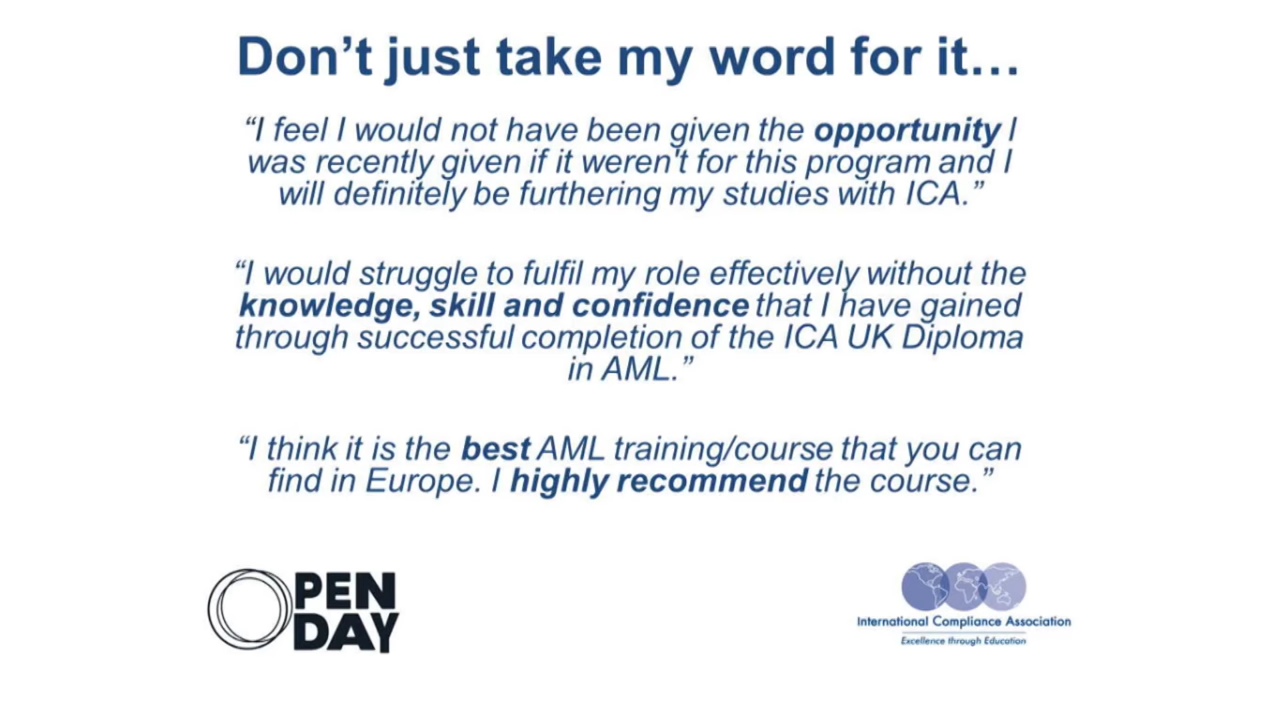 Don’t just take my word for it…
“I feel I would not have been given the opportunity I
was recently given if it weren't for this program and I
will definitely be furthering my studies with ICA.”
“I would struggle to fulfil my role effectively without the
knowledge, skill and confidence that I have gained
through successful completion of the ICA UK Diploma
in AML.”
“I think it is the best AML training/course that you can
find in Europe. I highly recommend the course.”
OPEN
DAY
International Compliance Association
Excellence through Education